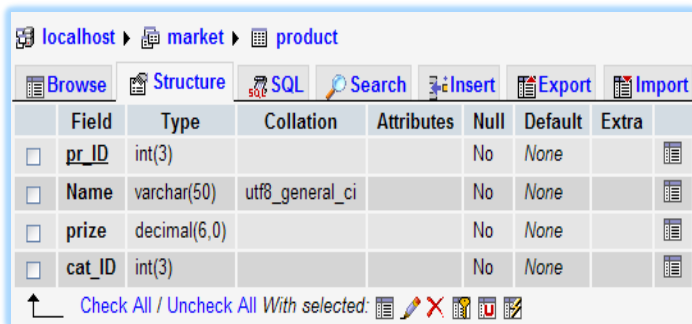 localhost market product
Browse Structure SQL Search Insert Export Import
Field Type Collation Attributes Null Default Extra
pr_ID int(3) No None
Name varchar(50) utf8_general_ci No None
prize decimal(6,0) No None
cat_ID int(3) No None
Check All / Uncheck All With selected: